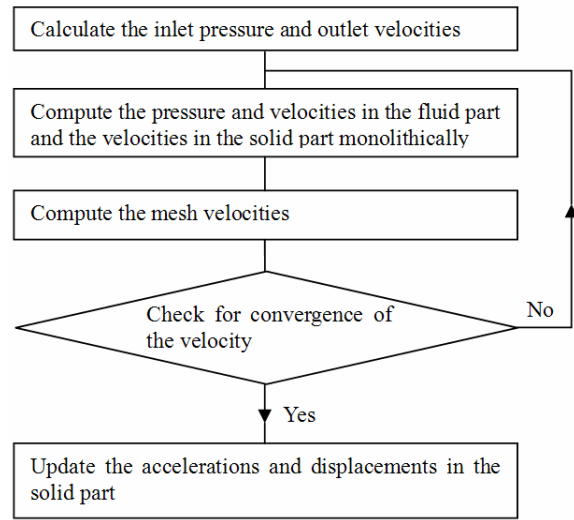 Calculate the inlet pressure and outlet velocities
Compute the pressure and velocities in the fluid part
and the velocities in the solid part monolithically
Compute the mesh velocities
Check for convergence of
the velocity
No
Yes
Update the accelerations and displacements in the
solid part